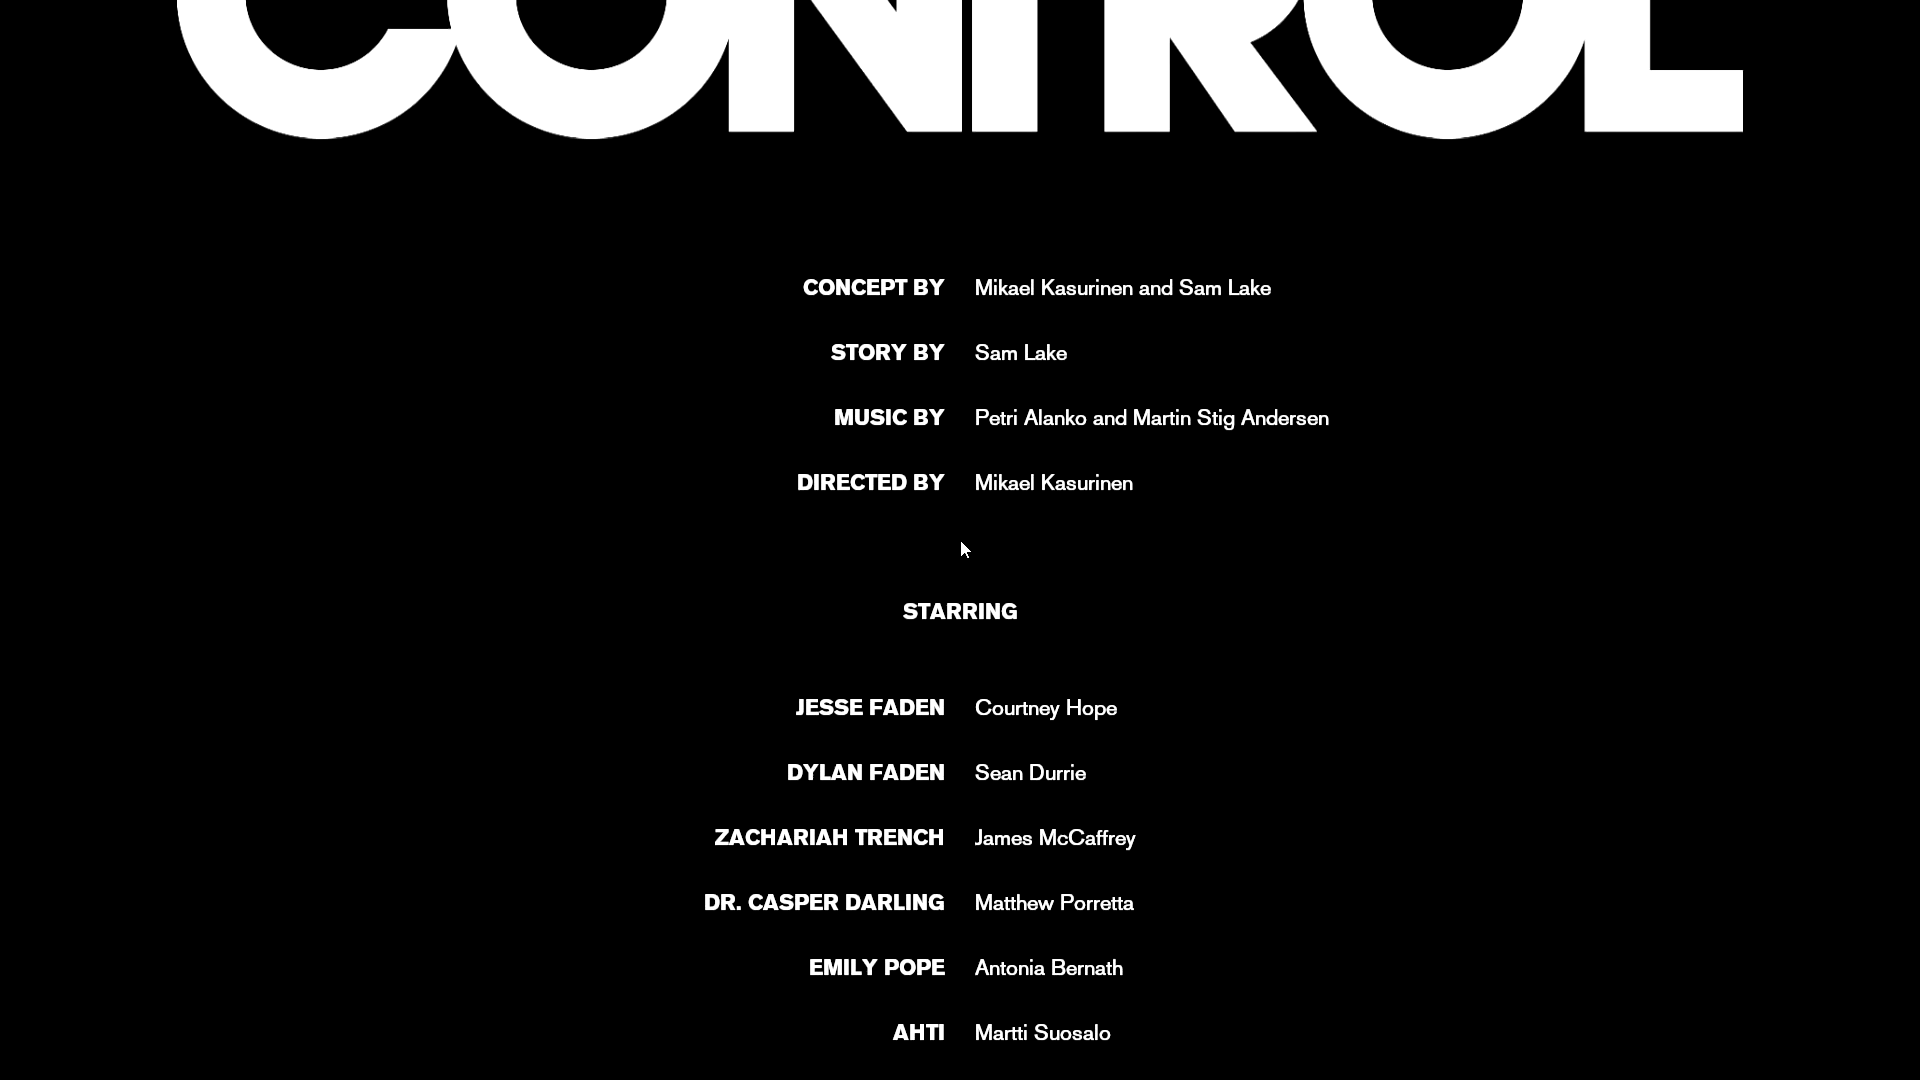 CONTROL
CONCEPT BY Mikael Kasurinen and Sam Lake
STORY BY Sam Lake
MUSIC BY Petri Alanko and Martin Stig Andersen
DIRECTED BY Mikael Kasurinen
STARRING
JESSE FADEN Courtney Hope
DYLAN FADEN Sean Durrie
ZACHARIAH TRENCH James McCaffrey
DR. CASPER DARLING Matthew Porretta
EMILY POPE Antonia Bernath
AHTI Martti Suosalo